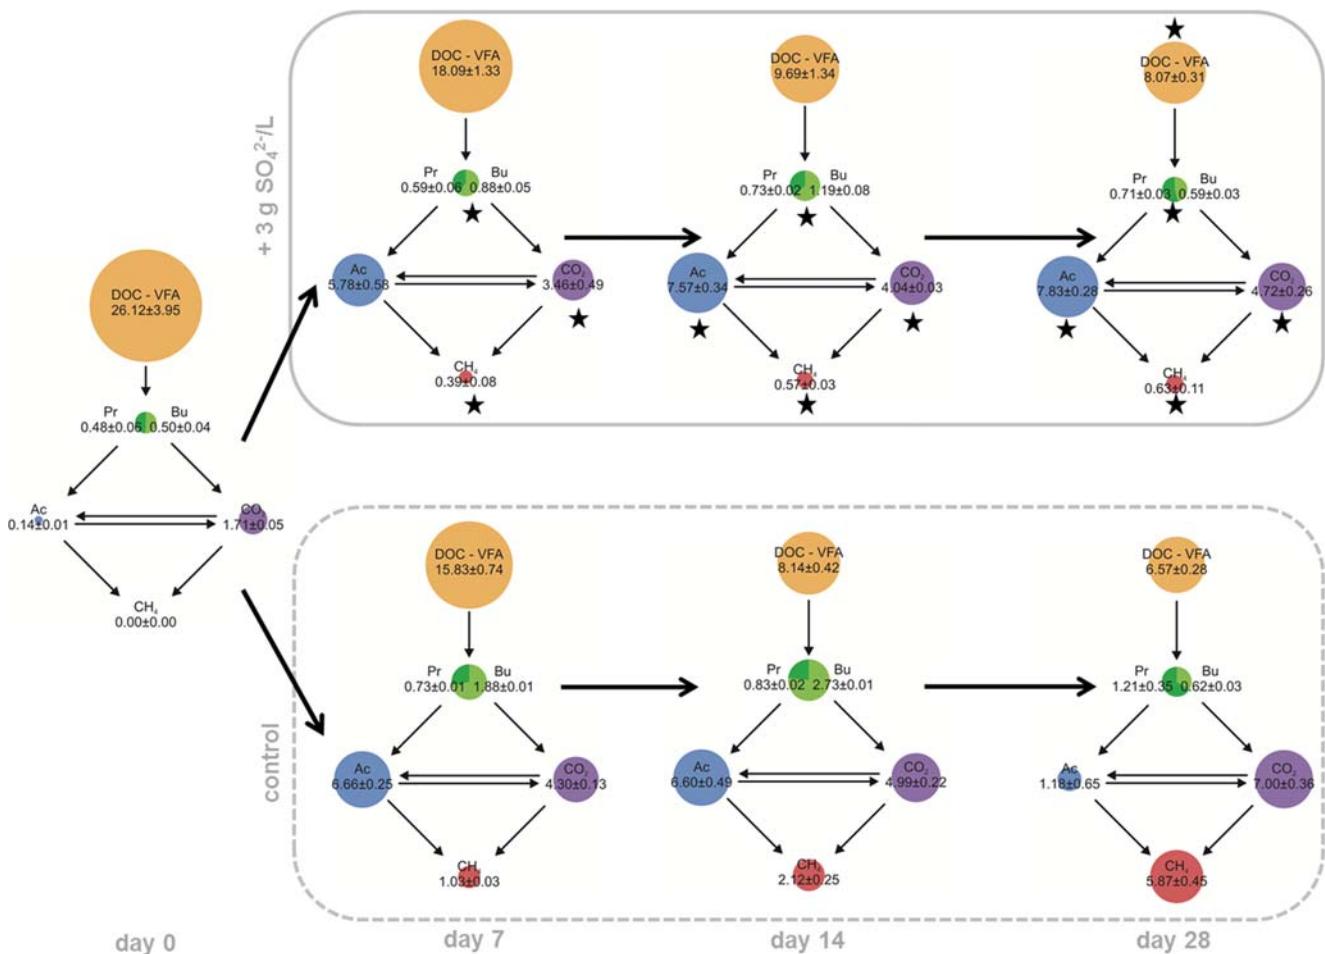 + 3 g SO₄²⁻/L
DOC - VFA
18.09±1.33
Pr Bu
0.59±0.06 0.88±0.05
Ac
5.78±0.58
CO₂
3.46±0.49
CH₄
0.39±0.08
DOC - VFA
9.69±1.34
Pr Bu
0.73±0.02 1.19±0.08
Ac
7.57±0.34
CO₂
4.04±0.03
CH₄
0.57±0.03
DOC - VFA
8.07±0.31
Pr Bu
0.71±0.03 0.59±0.03
Ac
7.83±0.28
CO₂
4.72±0.26
CH₄
0.63±0.11
DOC - VFA
26.12±3.95
Pr Bu
0.48±0.06 0.50±0.04
Ac
0.14±0.01
CO₂
1.71±0.05
CH₄
0.00±0.00
control
DOC - VFA
15.83±0.74
Pr Bu
0.73±0.01 1.88±0.01
Ac
6.66±0.25
CO₂
4.30±0.13
CH₄
1.03±0.03
DOC - VFA
8.14±0.42
Pr Bu
0.83±0.02 2.73±0.01
Ac
6.60±0.49
CO₂
4.99±0.22
CH₄
2.12±0.25
DOC - VFA
6.57±0.28
Pr Bu
1.21±0.35 0.62±0.03
Ac
1.18±0.65
CO₂
7.00±0.36
CH₄
5.87±0.45
day 0 day 7 day 14 day 28